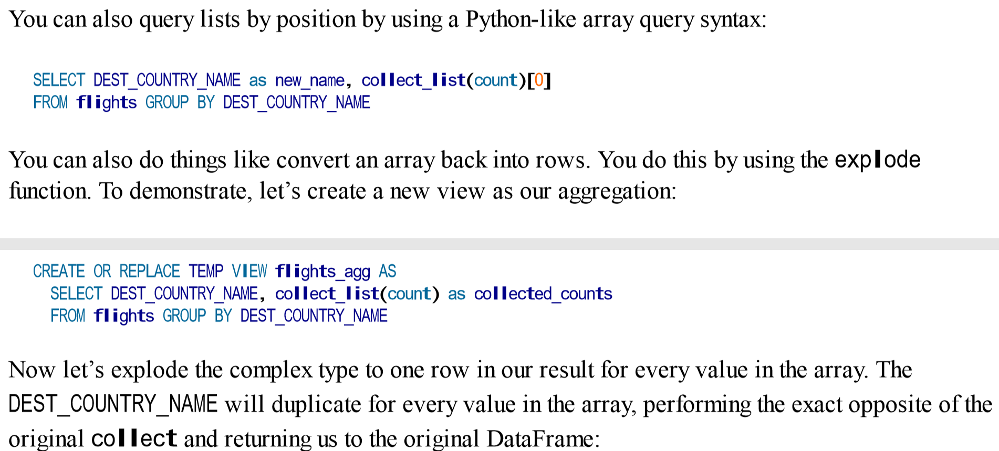 You can also query lists by position by using a Python-like array query syntax:
SELECT DEST_COUNTRY_NAME as new_name, collect_list(count)[0]
FROM flights GROUP BY DEST_COUNTRY_NAME
You can also do things like convert an array back into rows. You do this by using the explode
function. To demonstrate, let’s create a new view as our aggregation:
CREATE OR REPLACE TEMP VIEW flights_agg AS
SELECT DEST_COUNTRY_NAME, collect_list(count) as collected_counts
FROM flights GROUP BY DEST_COUNTRY_NAME
Now let’s explode the complex type to one row in our result for every value in the array. The
DEST_COUNTRY_NAME will duplicate for every value in the array, performing the exact opposite of the
original collect and returning us to the original DataFrame: